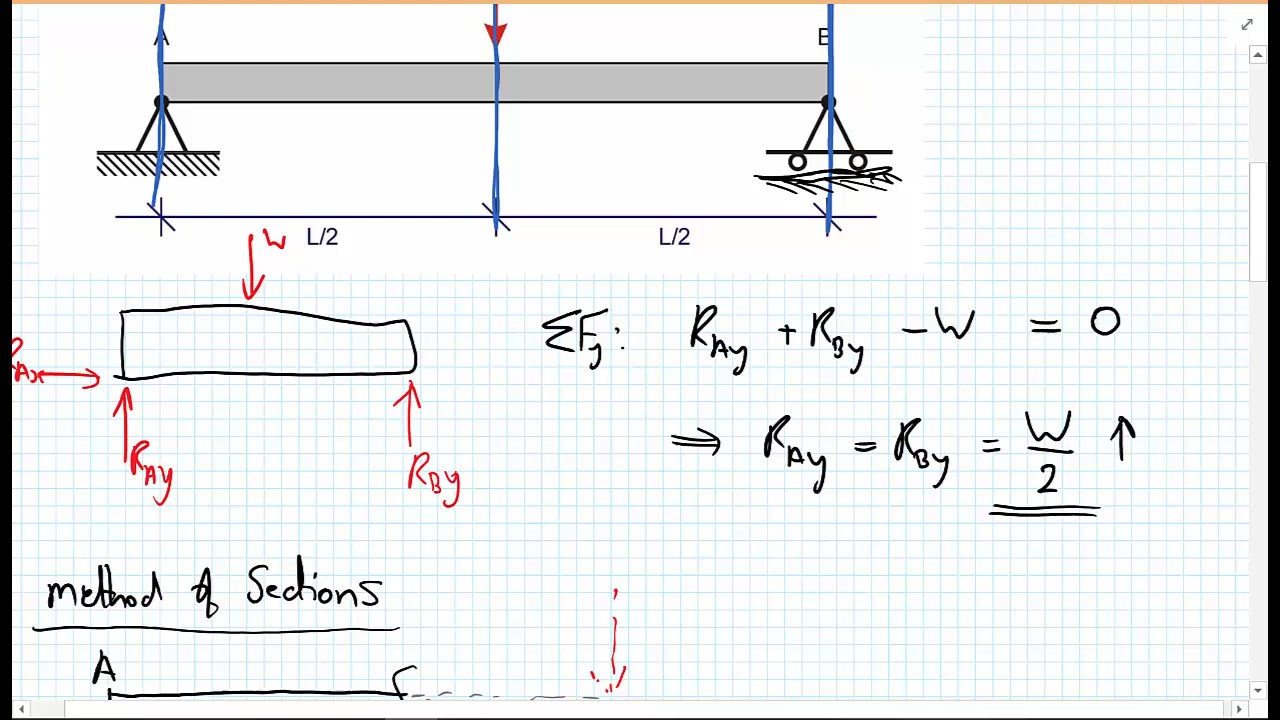 A B
L/2 L/2
W
R_Ax
R_Ay R_By
ΣF_y: R_Ay + R_By - W = 0
⇒ R_Ay = R_By = W/2 ↑
method of Sections
A